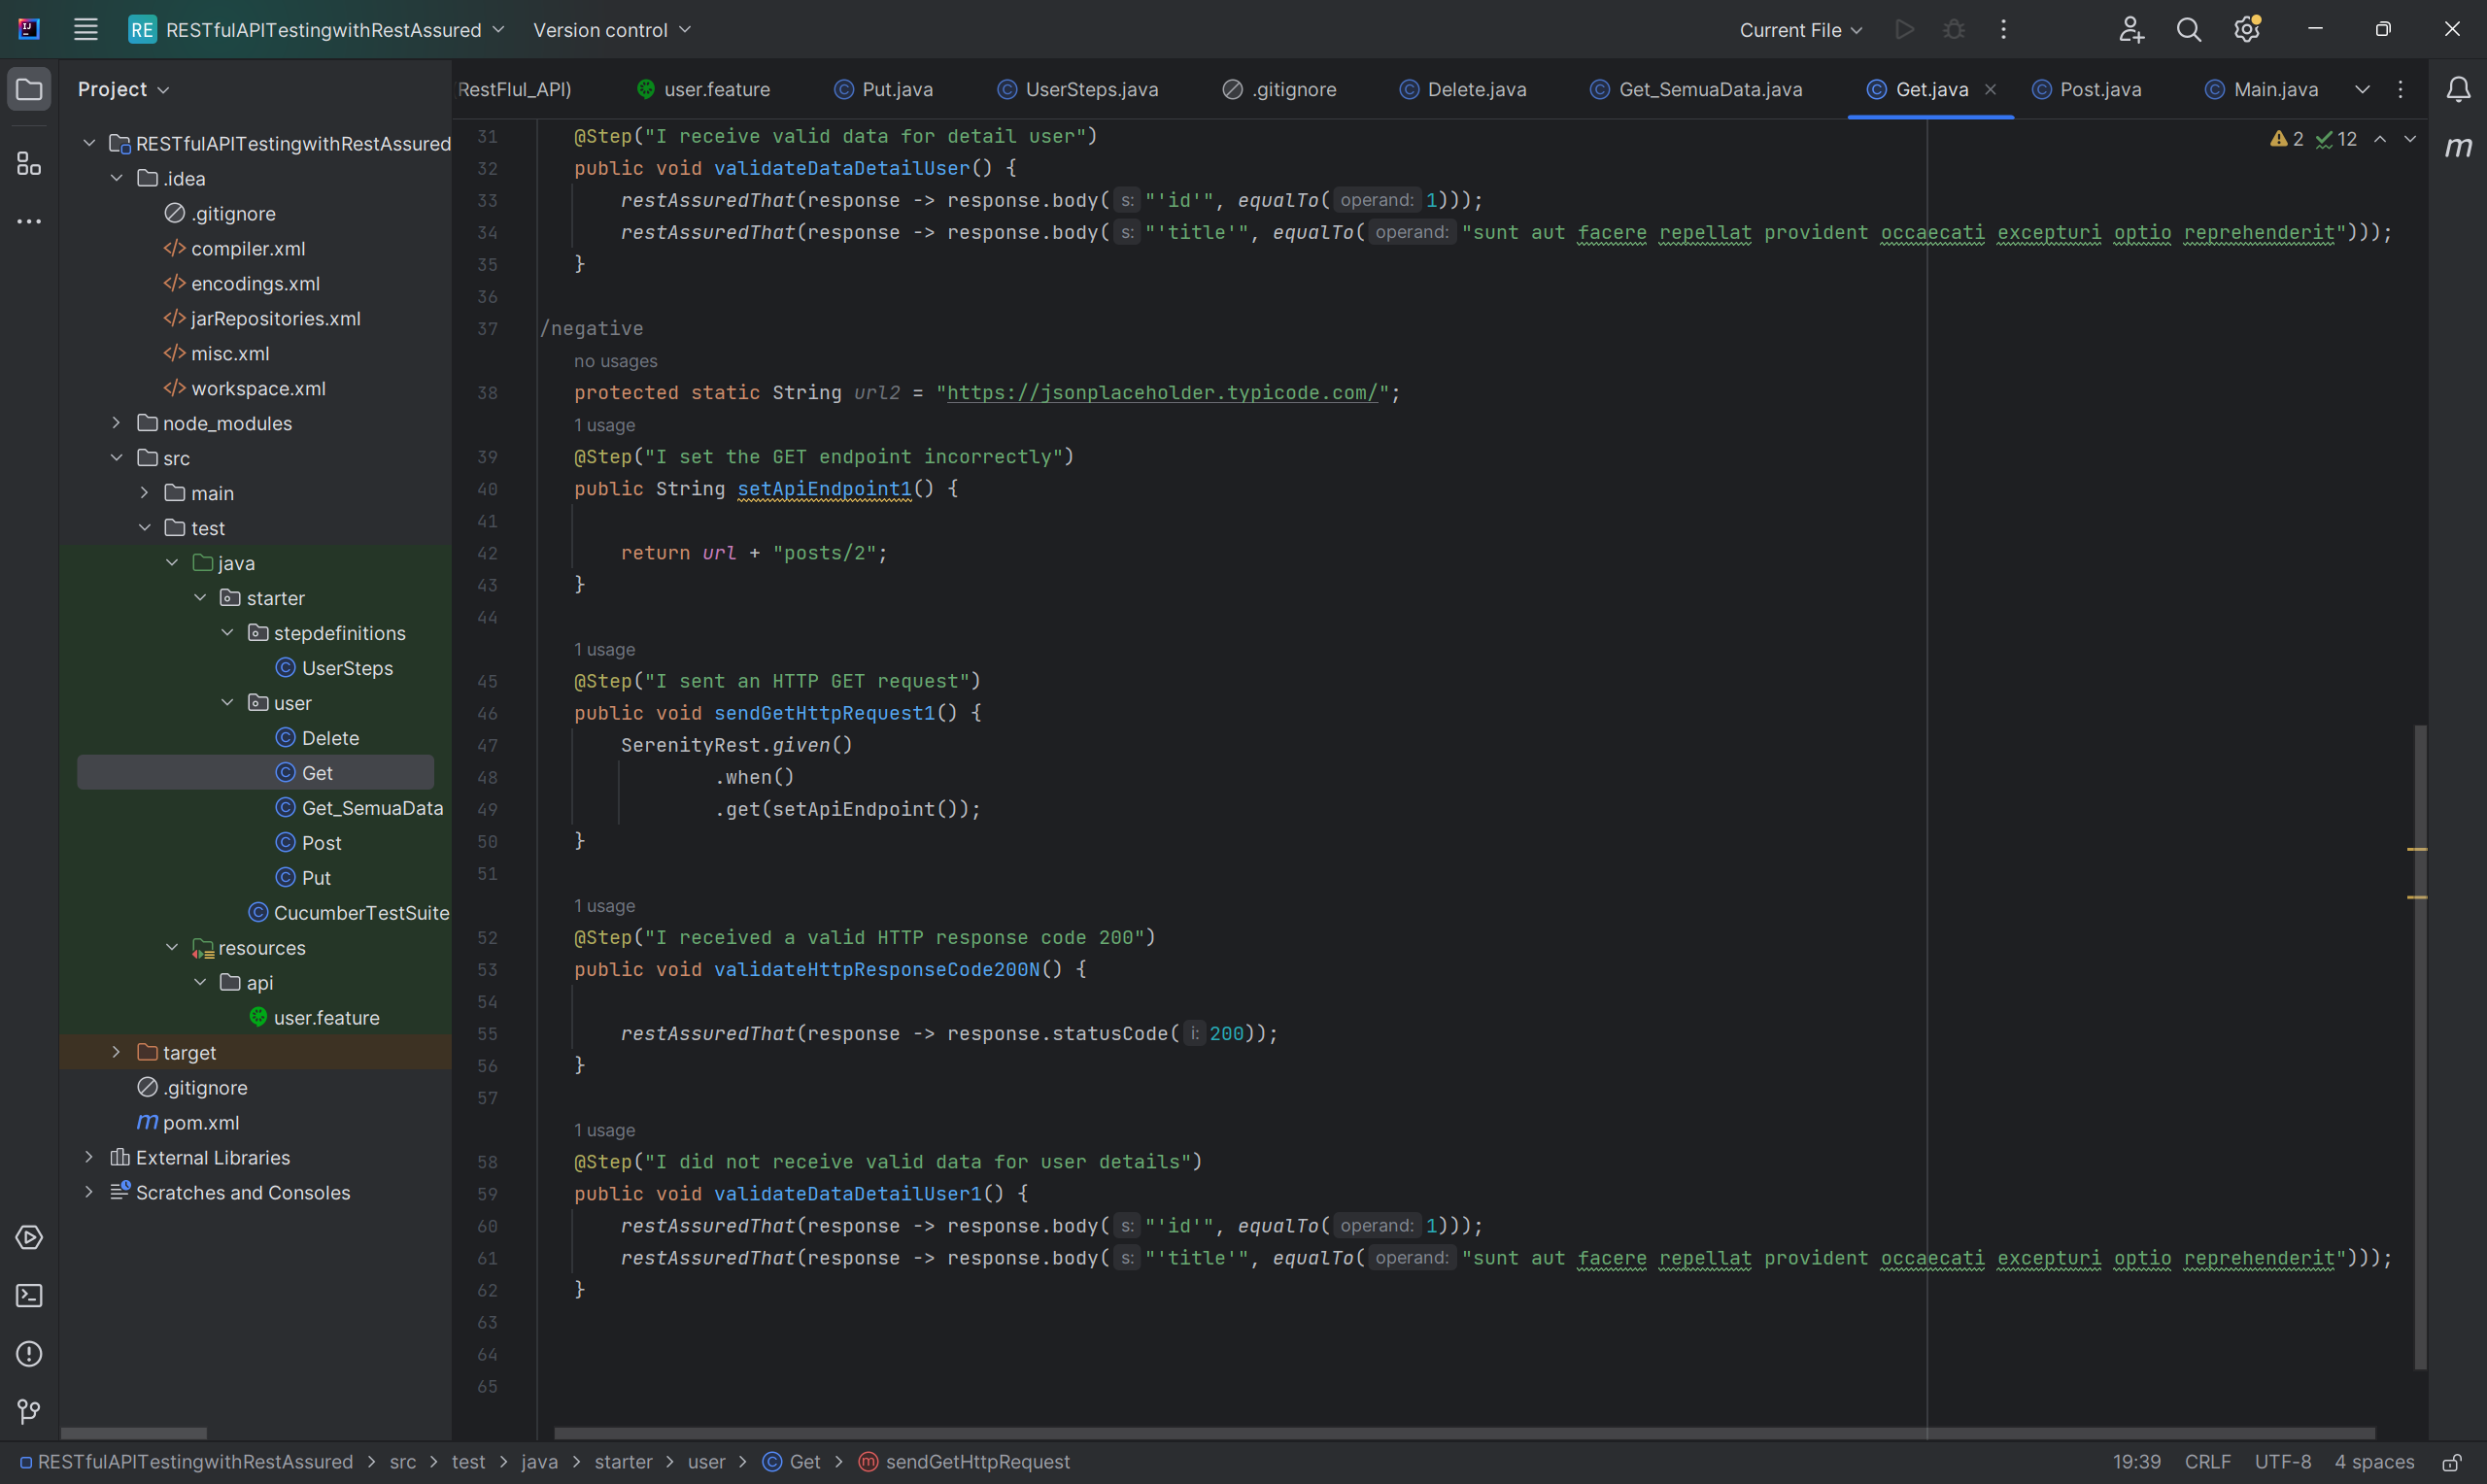 RE RESTfulAPITestingwithRestAssured Version control Current File
Project
RestFlul_API) user.feature Put.java UserSteps.java .gitignore Delete.java Get_SemuaData.java Get.java Post.java Main.java
RESTfulAPITestingwithRestAssured
.idea
.gitignore
compiler.xml
encodings.xml
jarRepositories.xml
misc.xml
workspace.xml
node_modules
src
main
test
java
starter
stepdefinitions
UserSteps
user
Delete
Get
Get_SemuaData
Post
Put
CucumberTestSuite
resources
api
user.feature
target
.gitignore
m pom.xml
External Libraries
Scratches and Consoles
2 12
31 @Step("I receive valid data for detail user")
32 public void validateDataDetailUser() {
33 restAssuredThat(response -> response.body( s: "'id'", equalTo( operand: 1)));
34 restAssuredThat(response -> response.body( s: "'title'", equalTo( operand: "sunt aut facere repellat provident occaecati excepturi optio reprehenderit")));
35 }
36
37 /negative
no usages
38 protected static String url2 = "https://jsonplaceholder.typicode.com/";
1 usage
39 @Step("I set the GET endpoint incorrectly")
40 public String setApiEndpoint1() {
41
42 return url + "posts/2";
43 }
44
1 usage
45 @Step("I sent an HTTP GET request")
46 public void sendGetHttpRequest1() {
47 SerenityRest.given()
48 .when()
49 .get(setApiEndpoint());
50 }
51
1 usage
52 @Step("I received a valid HTTP response code 200")
53 public void validateHttpResponseCode200N() {
54
55 restAssuredThat(response -> response.statusCode( i: 200));
56 }
57
1 usage
58 @Step("I did not receive valid data for user details")
59 public void validateDataDetailUser1() {
60 restAssuredThat(response -> response.body( s: "'id'", equalTo( operand: 1)));
61 restAssuredThat(response -> response.body( s: "'title'", equalTo( operand: "sunt aut facere repellat provident occaecati excepturi optio reprehenderit")));
62 }
63
64
65
RESTfulAPITestingwithRestAssured > src > test > java > starter > user > Get > sendGetHttpRequest 19:39 CRLF UTF-8 4 spaces